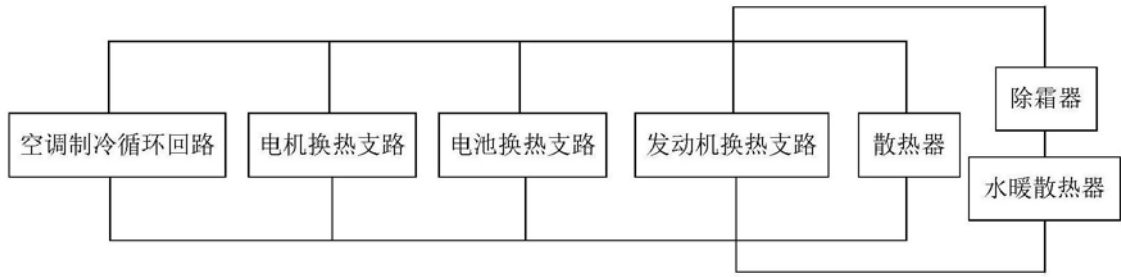 除霜器
空调制冷循环回路
电机换热支路
电池换热支路
发动机换热支路
散热器
水暖散热器